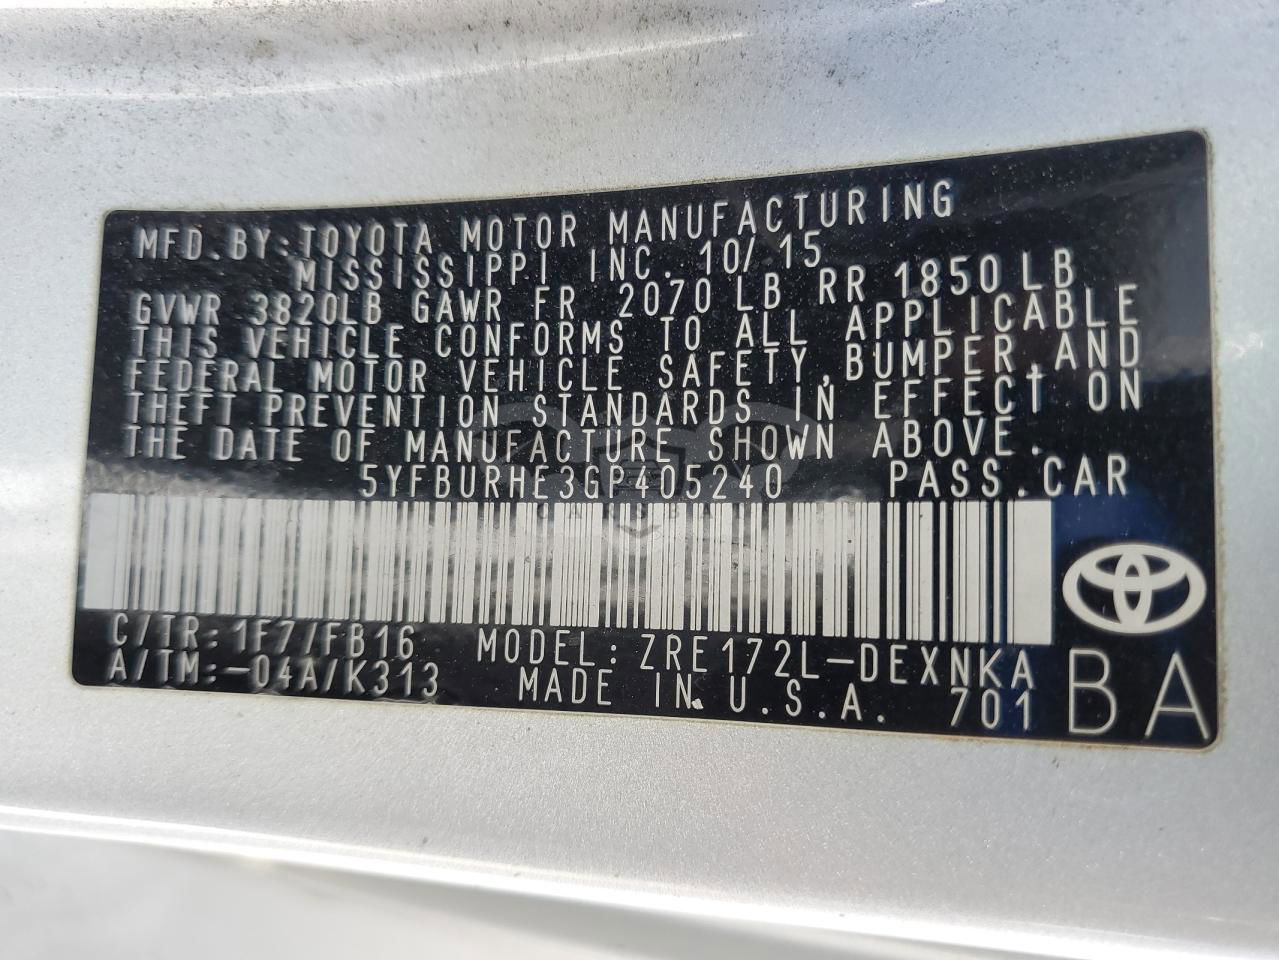 MFD.BY:TOYOTA MOTOR MANUFACTURING
MISSISSIPPI INC. 10/15
GVWR 3820LB GAWR FR 2070 LB RR 1850 LB
THIS VEHICLE CONFORMS TO ALL APPLICABLE
FEDERAL MOTOR VEHICLE SAFETY,BUMPER,AND
THEFT PREVENTION STANDARDS IN EFFECT ON
THE DATE OF MANUFACTURE SHOWN ABOVE.
5YFBURHE3GP405240 PASS.CAR
C/TR:1F7/FB16 MODEL:ZRE172L-DEXNKA
A/TM:-04A/K313 MADE IN U.S.A. 701
BA